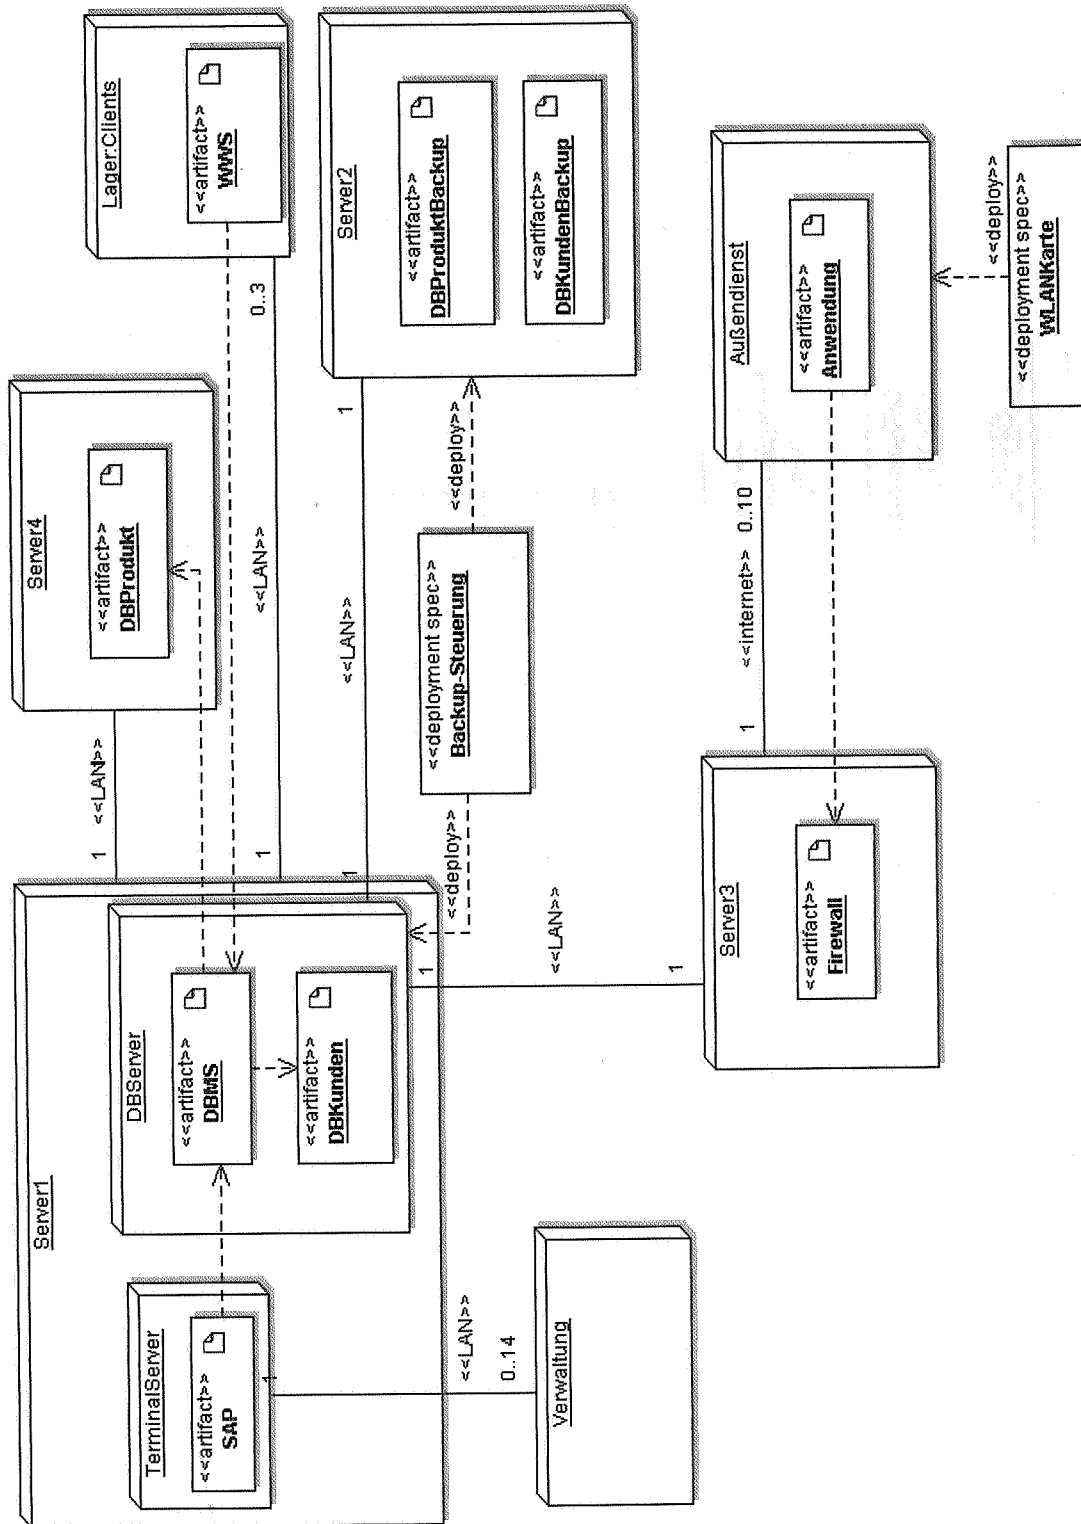 Server1
TerminalServer
<<artifact>>
SAP
1
DBServer
<<artifact>>
DBMS
<<artifact>>
DBKunden
<<LAN>>
0..14
Verwaltung
1
<<LAN>>
Server4
<<artifact>>
DBProdukt
1
<<LAN>>
0..3
Lager:Clients
<<artifact>>
WWS
1
<<LAN>>
1
Server2
<<artifact>>
DBProduktBackup
<<artifact>>
DBKundenBackup
<<deploy>>
<<deployment spec>>
Backup-Steuerung
<<deploy>>
1
<<LAN>>
1
Server3
<<artifact>>
Firewall
1
<<internet>>
0..10
Außendienst
<<artifact>>
Anwendung
<<deploy>>
<<deployment spec>>
WLANKarte